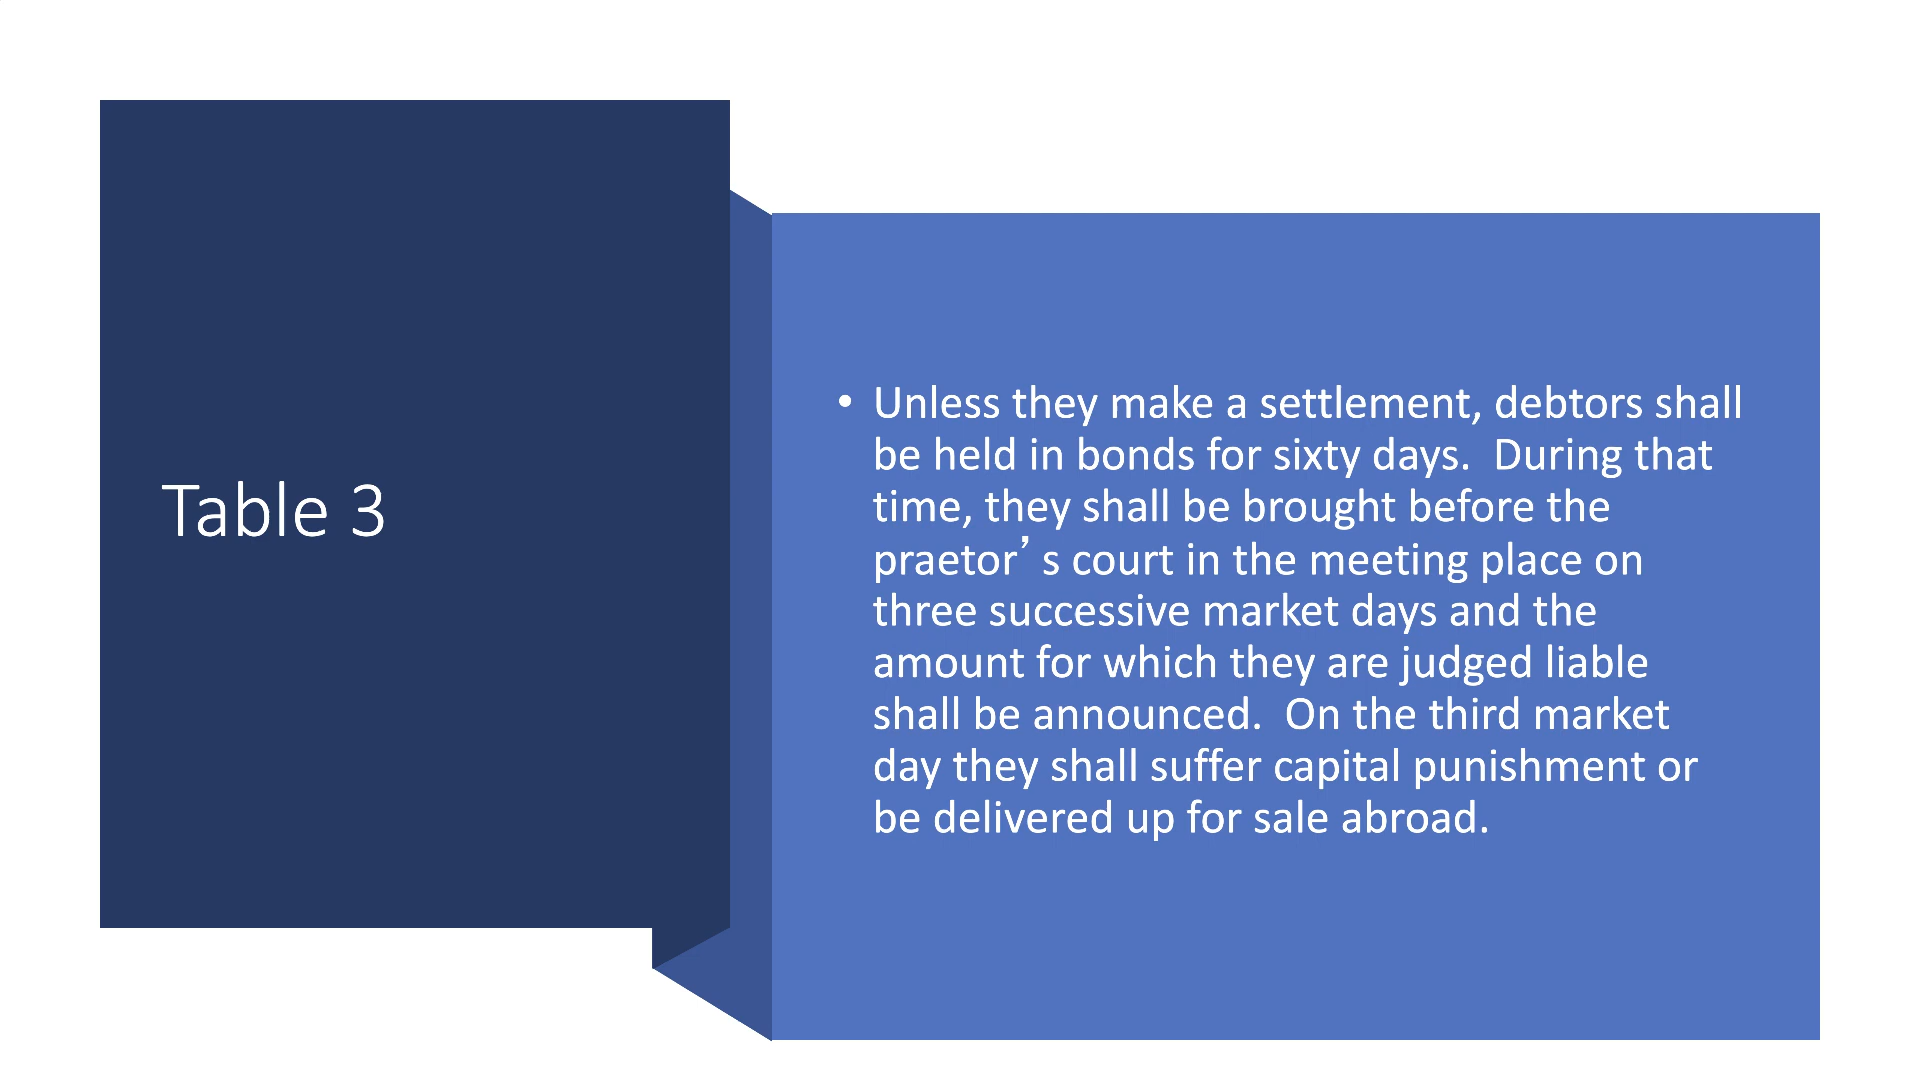 Table 3
• Unless they make a settlement, debtors shall
be held in bonds for sixty days.  During that
time, they shall be brought before the
praetor’s court in the meeting place on
three successive market days and the
amount for which they are judged liable
shall be announced.  On the third market
day they shall suffer capital punishment or
be delivered up for sale abroad.